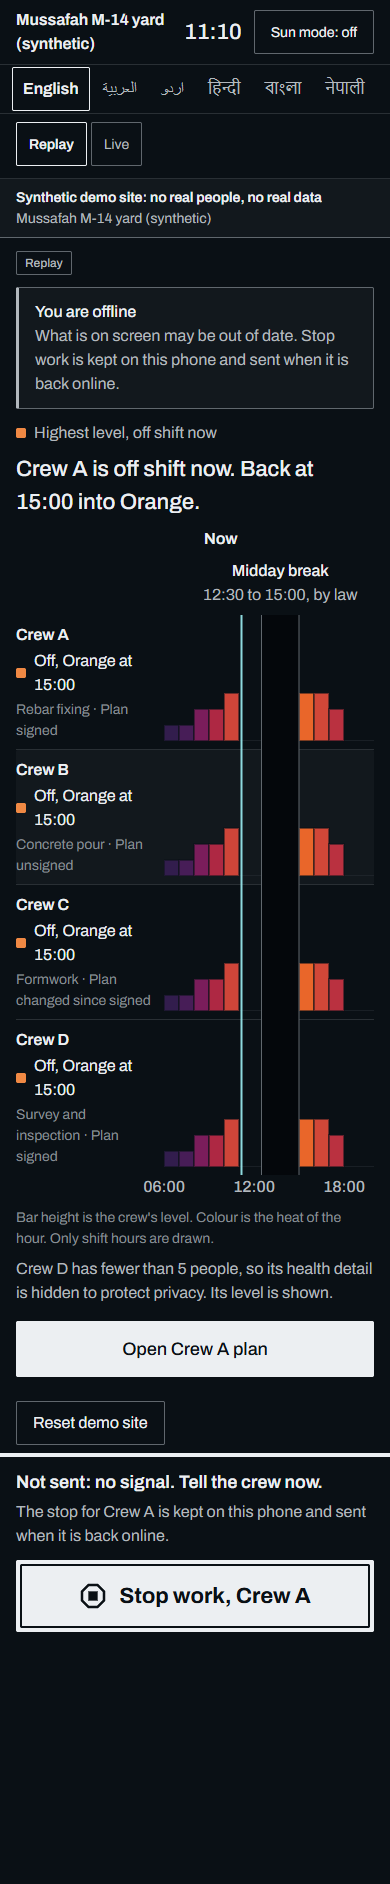 Mussafah M-14 yard
(synthetic)
11:10
Sun mode: off
English
العربية
اردو
हिन्दी
বাংলা
नेपाली
Replay
Live
Synthetic demo site: no real people, no real data
Mussafah M-14 yard (synthetic)
Replay
You are offline
What is on screen may be out of date. Stop
work is kept on this phone and sent when it is
back online.
Highest level, off shift now
Crew A is off shift now. Back at
15:00 into Orange.
Now
Midday break
12:30 to 15:00, by law
Crew A
Off, Orange at
15:00
Rebar fixing · Plan
signed
Crew B
Off, Orange at
15:00
Concrete pour · Plan
unsigned
Crew C
Off, Orange at
15:00
Formwork · Plan
changed since signed
Crew D
Off, Orange at
15:00
Survey and
inspection · Plan
signed
06:00
12:00
18:00
Bar height is the crew's level. Colour is the heat of the
hour. Only shift hours are drawn.
Crew D has fewer than 5 people, so its health detail
is hidden to protect privacy. Its level is shown.
Open Crew A plan
Reset demo site
Not sent: no signal. Tell the crew now.
The stop for Crew A is kept on this phone and sent
when it is back online.
Stop work, Crew A